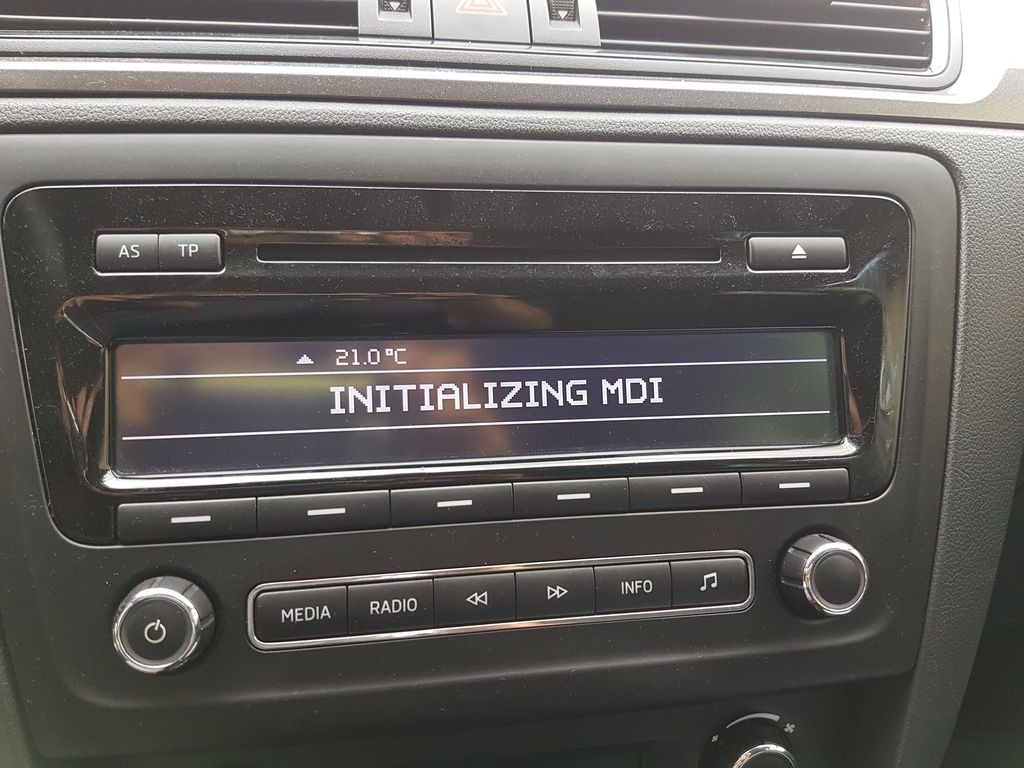 AS TP
21.0°C
INITIALIZING MDI
MEDIA RADIO INFO